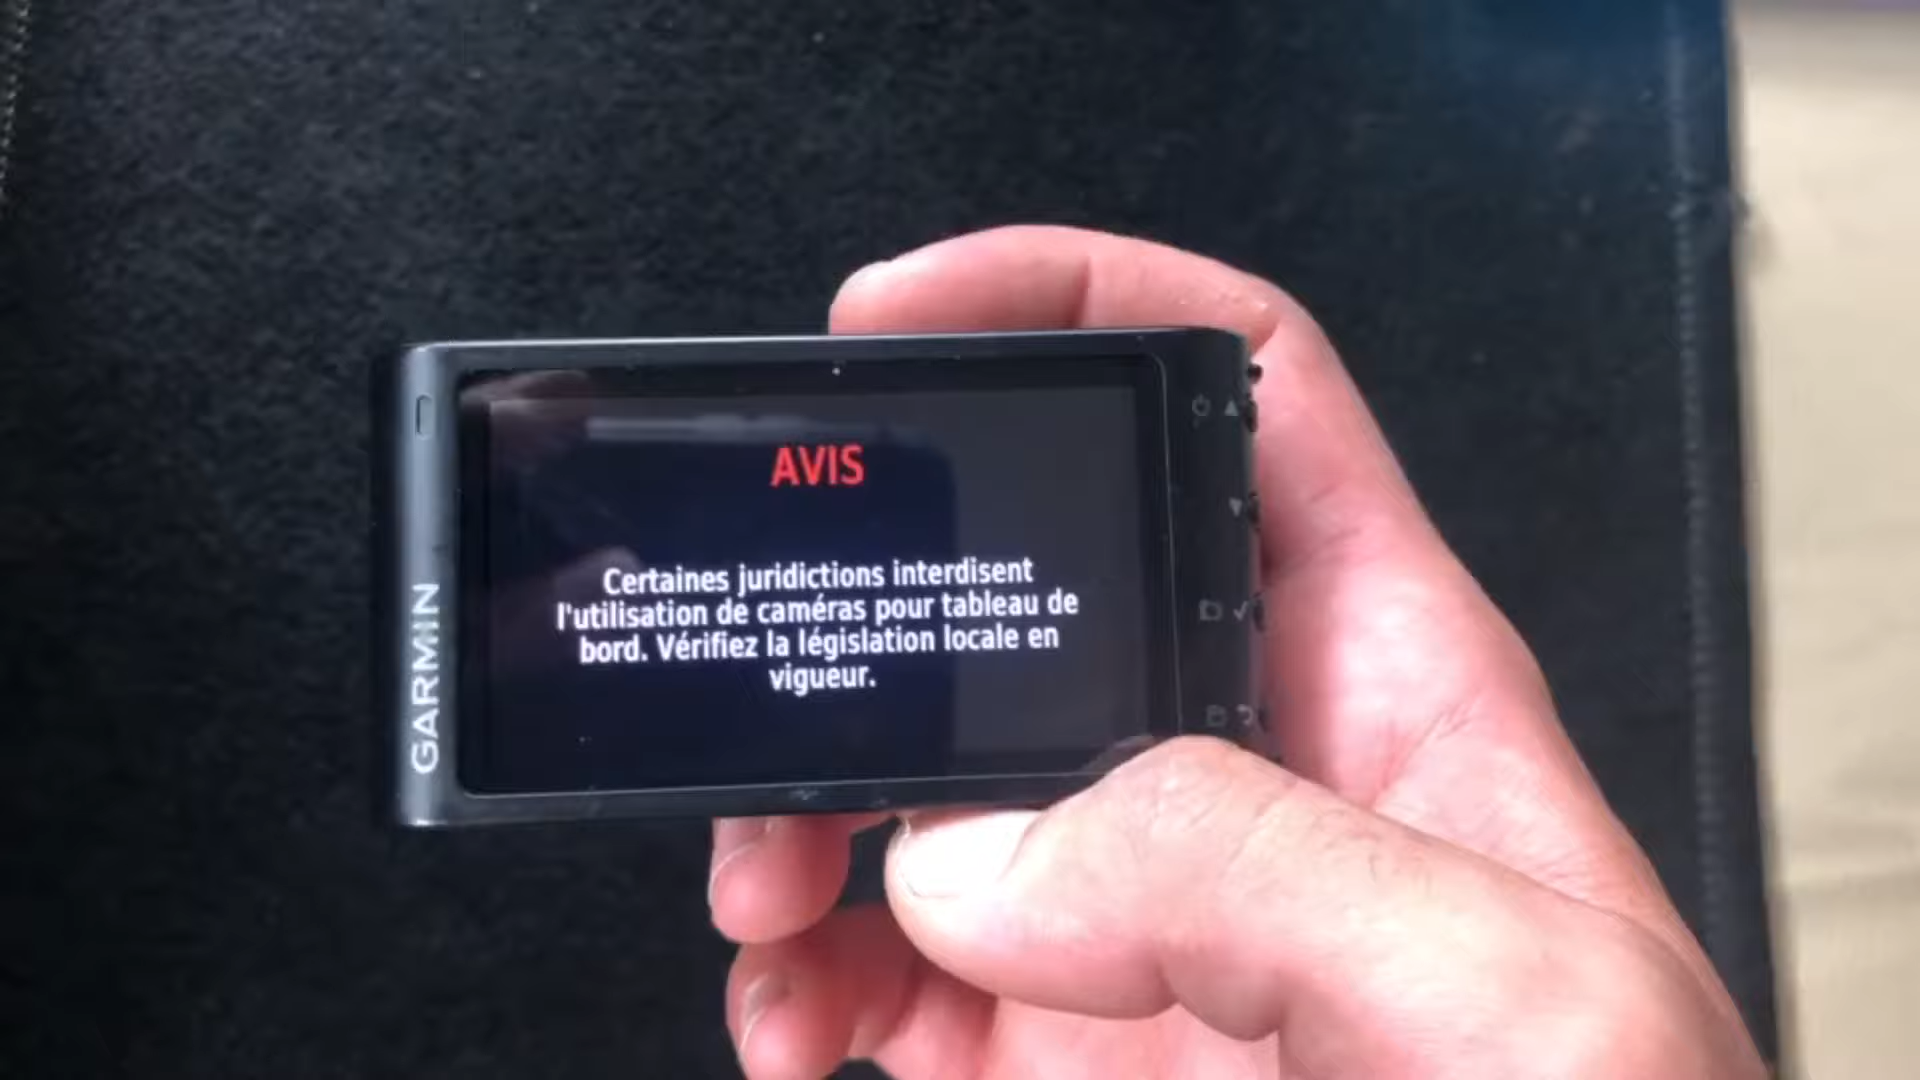 AVIS
Certaines juridictions interdisent
l'utilisation de caméras pour tableau de
bord. Vérifiez la législation locale en
vigueur.
GARMIN